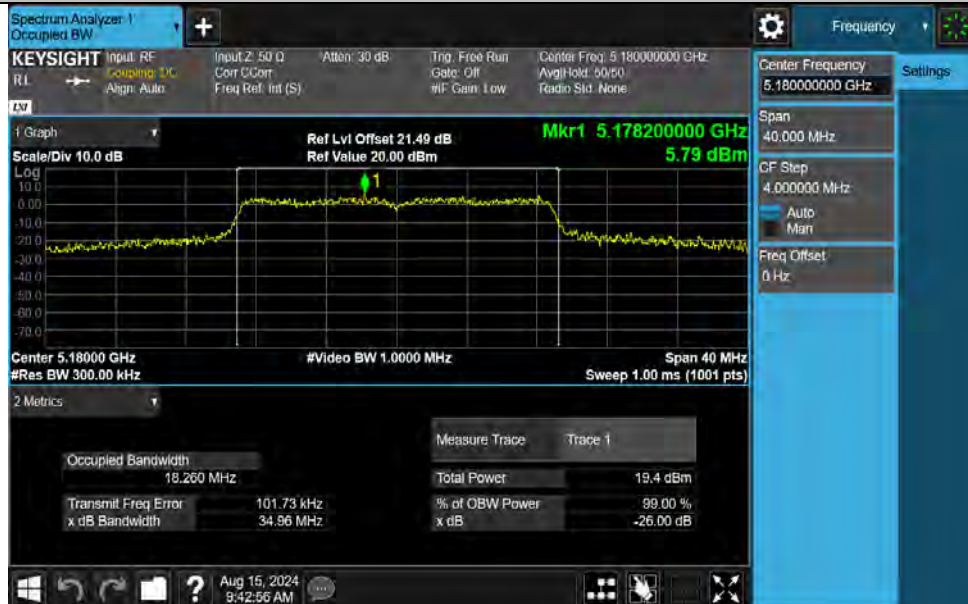 Spectrum Analyzer 1
Occupied BW
+
Frequency
KEYSIGHT
Input: RF
Coupling: DC
Align: Auto
Input Z: 50 Ω
Corr CCorr
Freq Ref: Int (S)
Atten: 30 dB
Trig: Free Run
Gate: Off
#IF Gain: Low
Center Freq: 5.180000000 GHz
Avg|Hold: 50/50
Radio Std: None
LXI
1 Graph
Scale/Div 10.0 dB
Ref Lvl Offset 21.49 dB
Ref Value 20.00 dBm
Mkr1 5.178200000 GHz
5.79 dBm
Log
10.0
0.00
-10.0
-20.0
-30.0
-40.0
-50.0
-60.0
-70.0
1
Center 5.18000 GHz
#Res BW 300.00 kHz
#Video BW 1.0000 MHz
Span 40 MHz
Sweep 1.00 ms (1001 pts)
2 Metrics
Measure Trace Trace 1
Occupied Bandwidth
18.260 MHz
Total Power 19.4 dBm
Transmit Freq Error 101.73 kHz
% of OBW Power 99.00 %
x dB Bandwidth 34.96 MHz
x dB -26.00 dB
Center Frequency
5.180000000 GHz
Settings
Span
40.000 MHz
CF Step
4.000000 MHz
Auto
Man
Freq Offset
0 Hz
?
Aug 15, 2024
9:42:56 AM